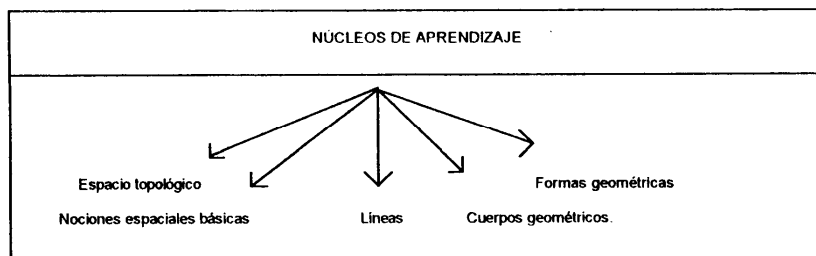 NÚCLEOS DE APRENDIZAJE
Espacio topológico
Formas geométricas
Nociones espaciales básicas
Líneas
Cuerpos geométricos.